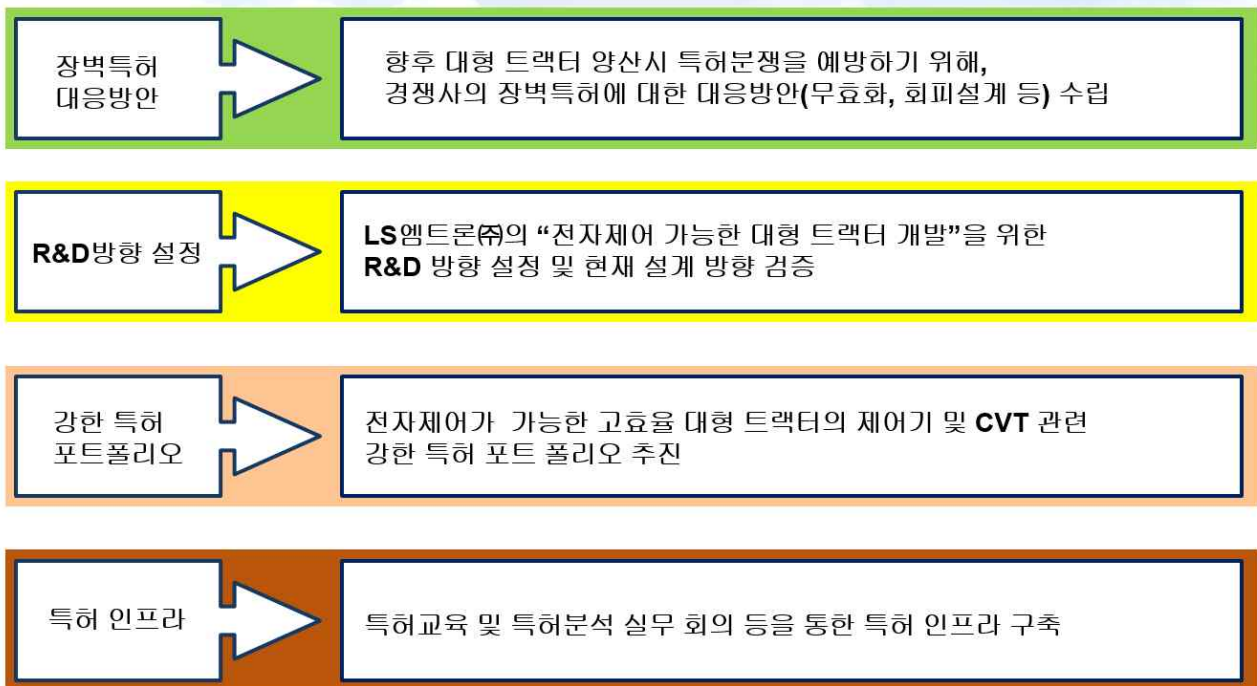 장벽특허
대응방안
향후 대형 트랙터 양산시 특허분쟁을 예방하기 위해,
경쟁사의 장벽특허에 대한 대응방안(무효화, 회피설계 등) 수립
R&D방향 설정
LS엠트론㈜의 “전자제어 가능한 대형 트랙터 개발”을 위한
R&D 방향 설정 및 현재 설계 방향 검증
강한 특허
포트폴리오
전자제어가 가능한 고효율 대형 트랙터의 제어기 및 CVT 관련
강한 특허 포트 폴리오 추진
특허 인프라
특허교육 및 특허분석 실무 회의 등을 통한 특허 인프라 구축